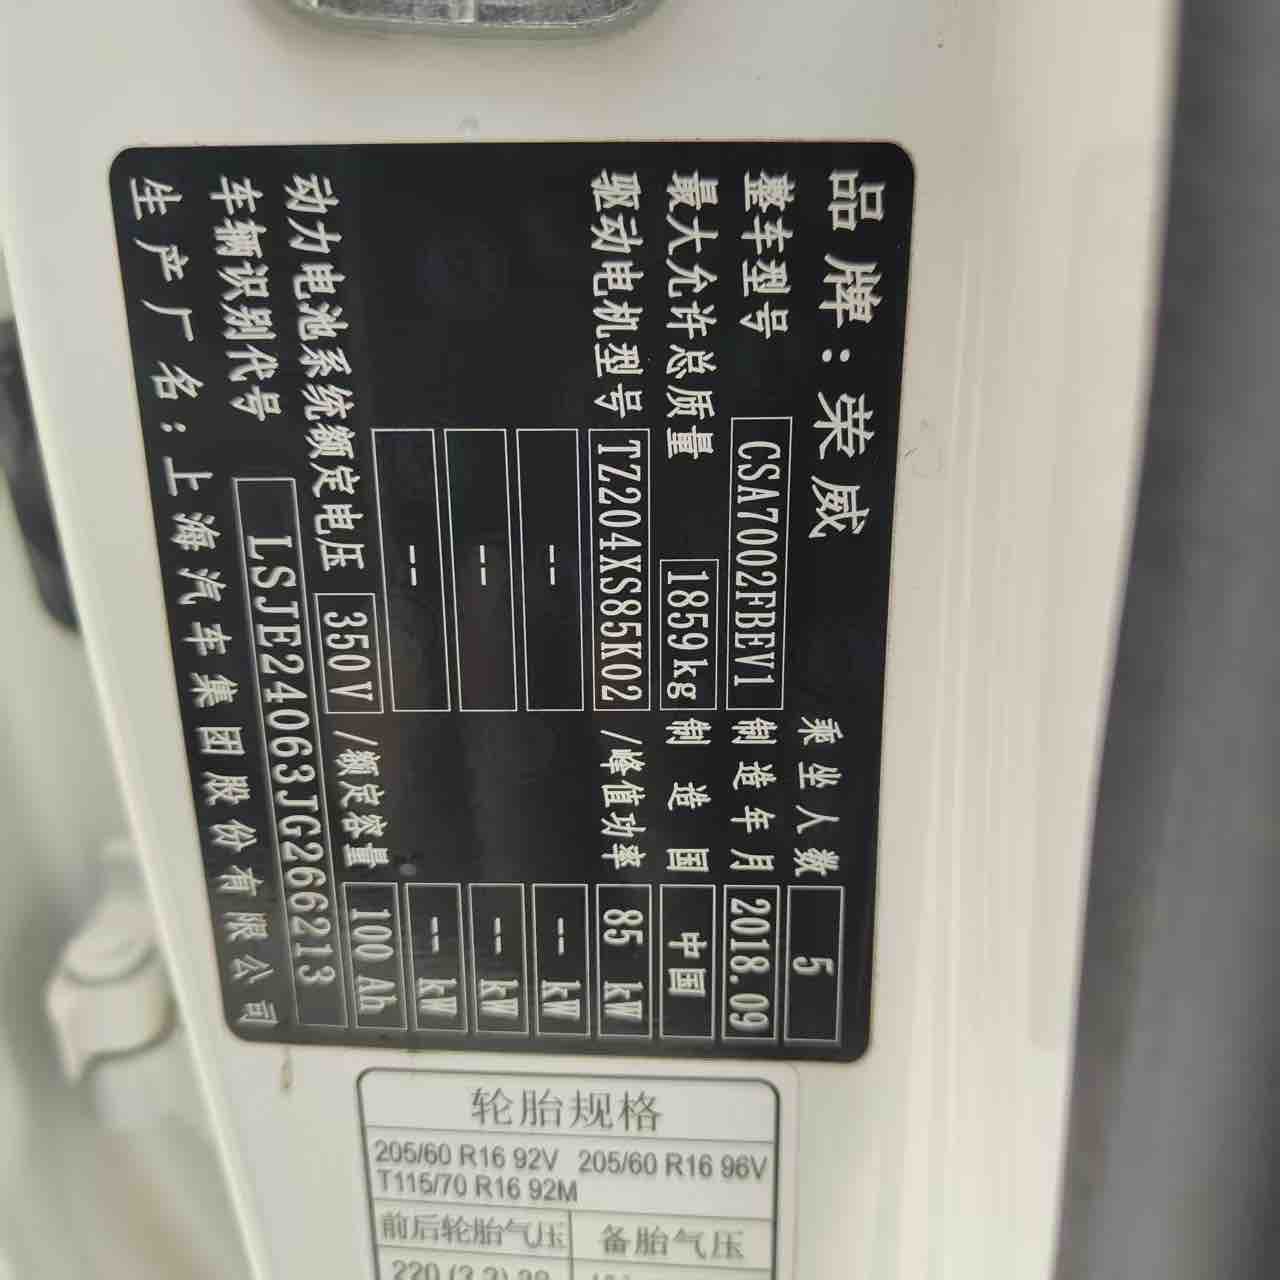 品牌：荣威 乘坐人数 5
整车型号 CSA7002FBEV1 制造年月 2018.09
最大允许总质量 1859kg 制造国 中国
驱动电机型号 TZ204XS85K02 /峰值功率 85 kW
-- -- kW
-- -- kW
-- -- kW
动力电池系统额定电压 350V /额定容量 100 Ah
车辆识别代号 LSJE24063JG266213
生产厂名：上海汽车集团股份有限公司
轮胎规格
205/60 R16 92V 205/60 R16 96V
T115/70 R16 92M
前后轮胎气压 备胎气压